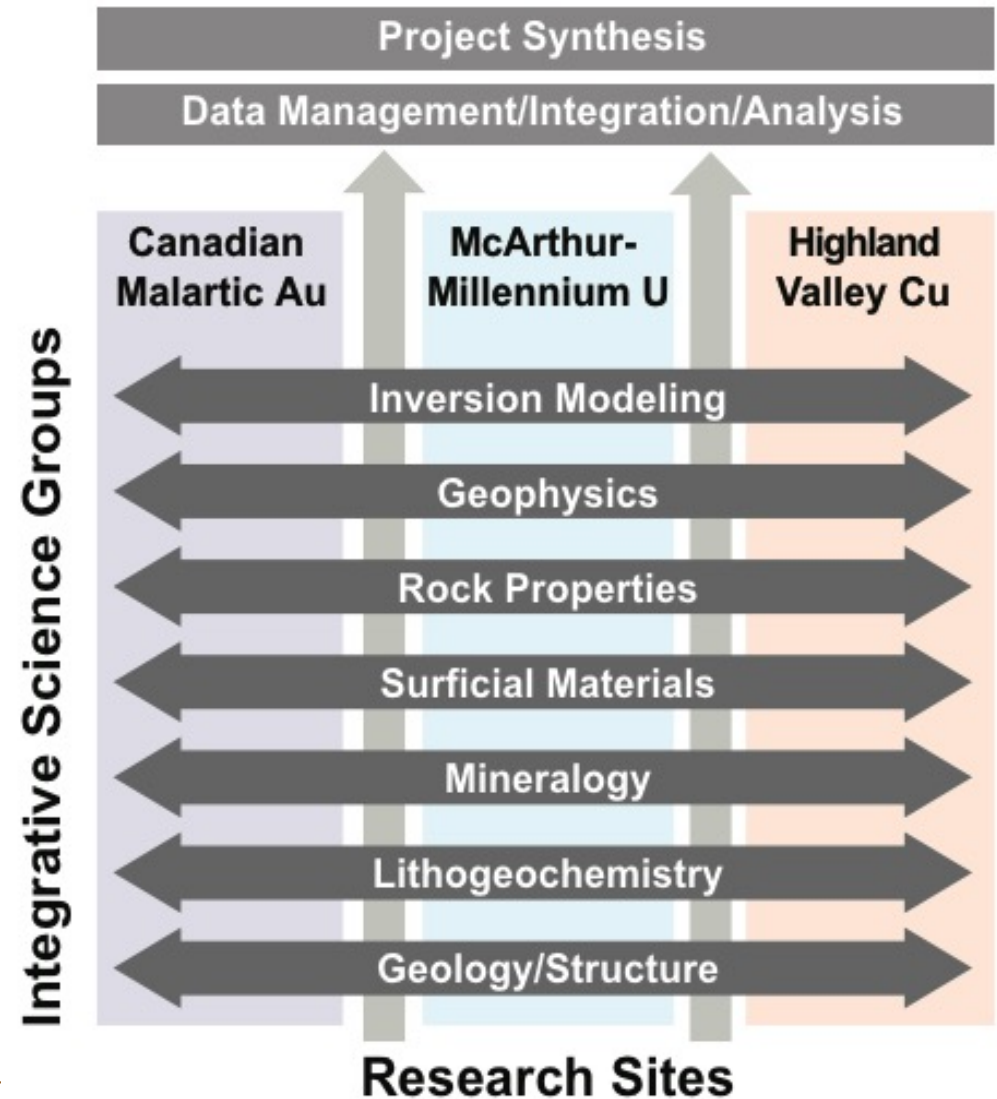 Project Synthesis
Data Management/Integration/Analysis
Canadian
Malartic Au
McArthur-
Millennium U
Highland
Valley Cu
Integrative Science Groups
Inversion Modeling
Geophysics
Rock Properties
Surficial Materials
Mineralogy
Lithogeochemistry
Geology/Structure
Research Sites